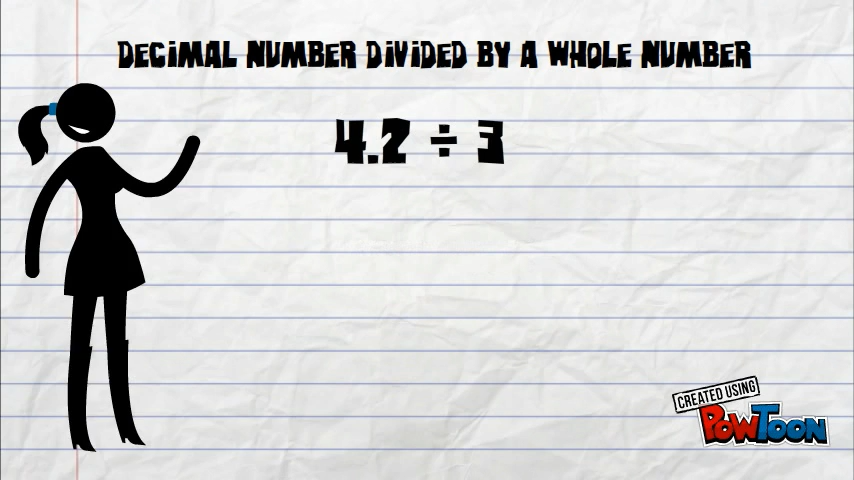 DECIMAL NUMBER DIVIDED BY A WHOLE NUMBER
4.2 ÷ 3
CREATED USING
POWTOON